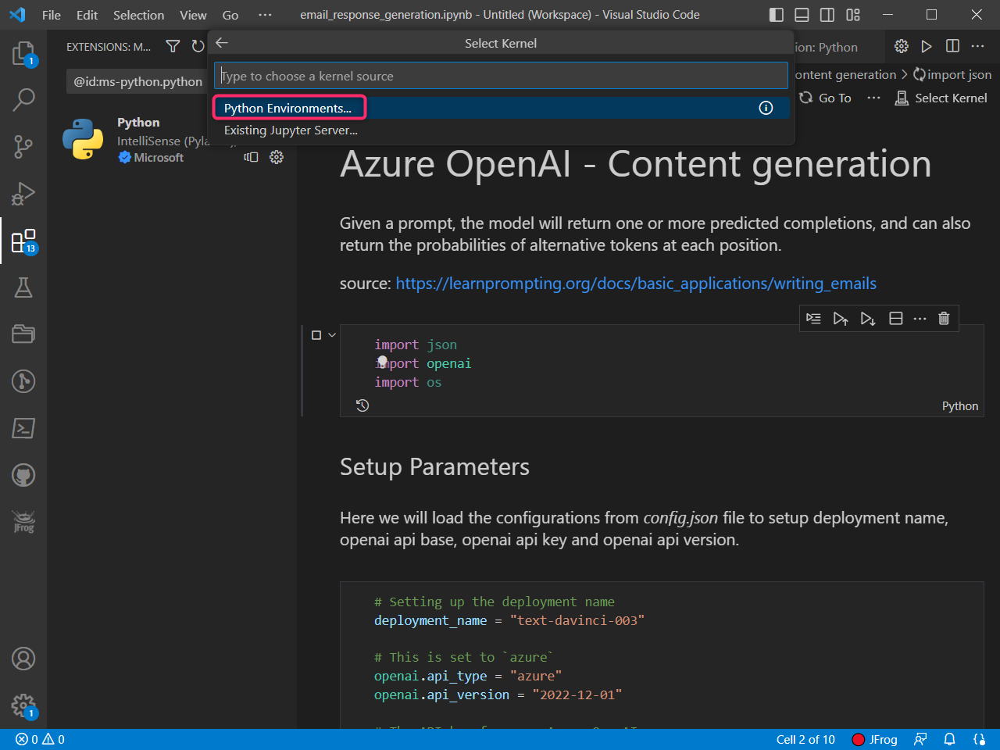 File Edit Selection View Go ··· email_response_generation.ipynb - Untitled (Workspace) - Visual Studio Code
EXTENSIONS: M...
@id:ms-python.python
Python
IntelliSense
Microsoft
Select Kernel
Type to choose a kernel source
Python Environments...
Existing Jupyter Server...
ion: Python
ontent generation > import json
Go To ··· Select Kernel
Azure OpenAI - Content generation
Given a prompt, the model will return one or more predicted completions, and can also
return the probabilities of alternative tokens at each position.
source: https://learnprompting.org/docs/basic_applications/writing_emails
import json
import openai
import os
Python
Setup Parameters
Here we will load the configurations from config.json file to setup deployment name,
openai api base, openai api key and openai api version.
# Setting up the deployment name
deployment_name = "text-davinci-003"
# This is set to `azure`
openai.api_type = "azure"
openai.api_version = "2022-12-01"
1
13
JFrog
1
0 0
Cell 2 of 10 JFrog